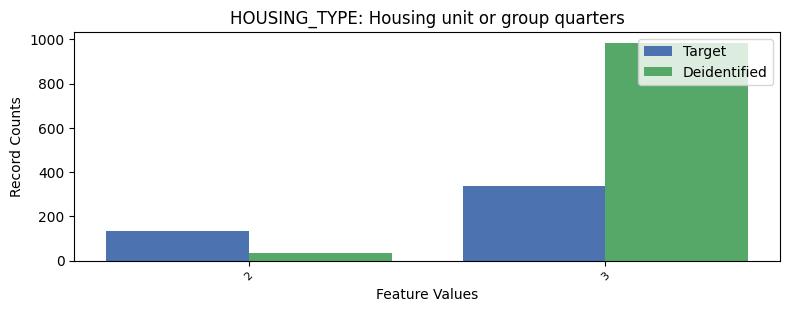 HOUSING_TYPE: Housing unit or group quarters
Target
Deidentified
Record Counts
1000
800
600
400
200
0
2
3
Feature Values